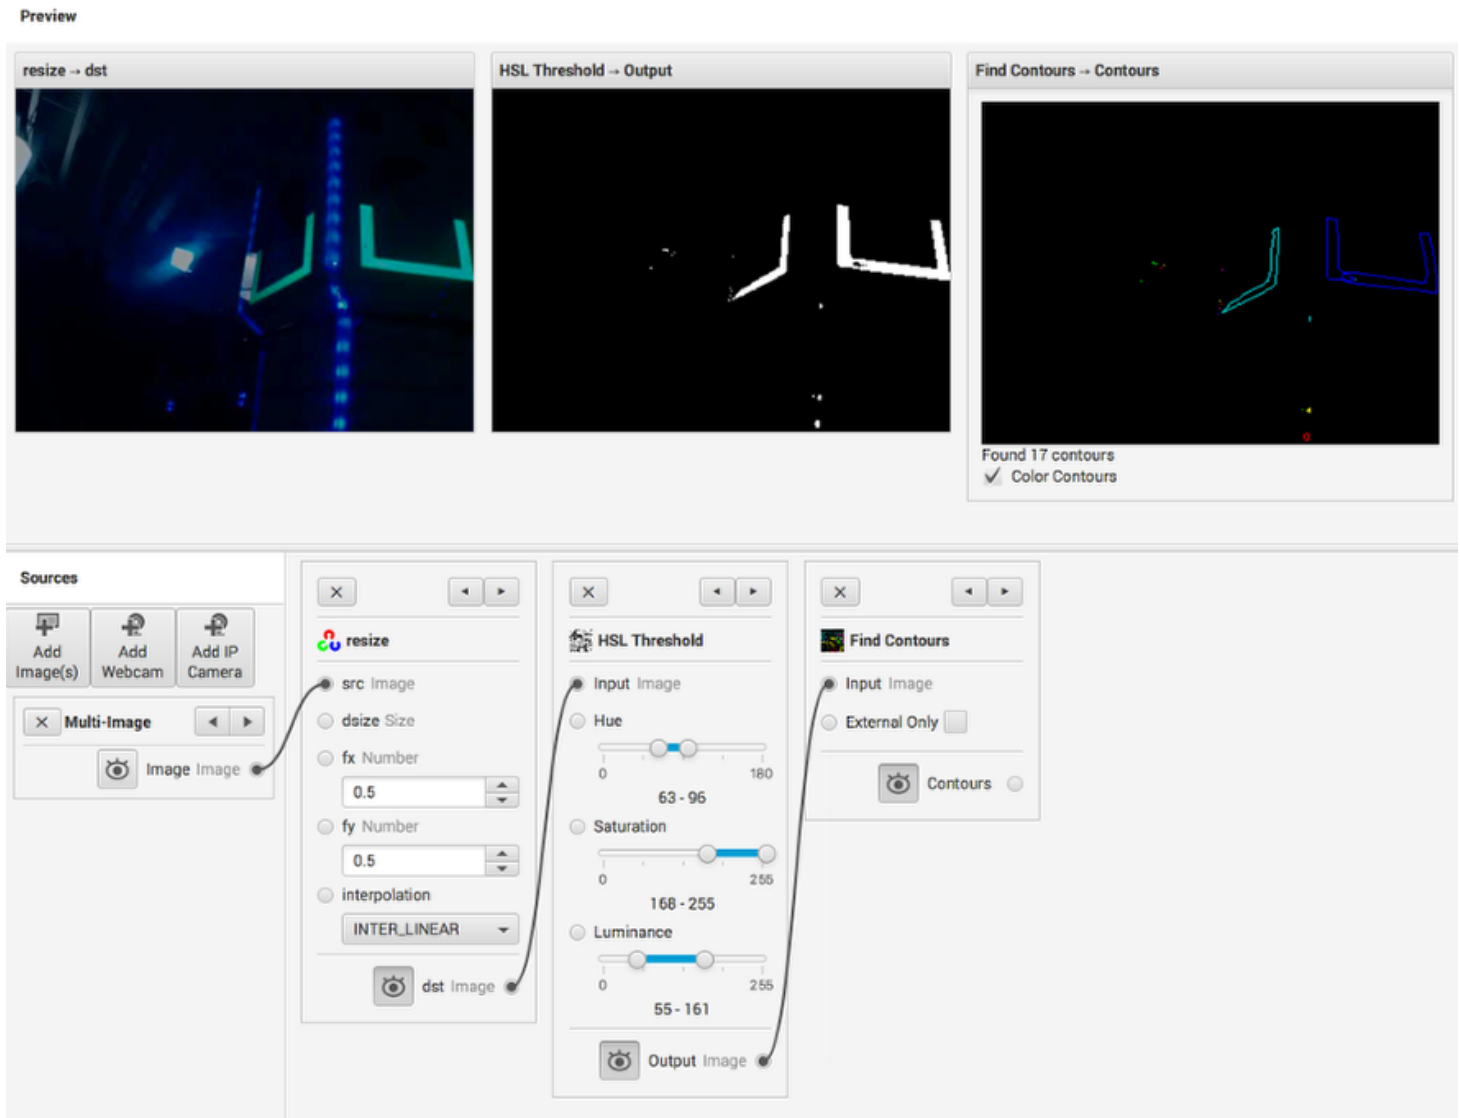 Preview
resize → dst
HSL Threshold → Output
Find Contours → Contours
Found 17 contours
Color Contours
Sources
Add Image(s)
Add Webcam
Add IP Camera
Multi-Image
Image Image
resize
src Image
dsize Size
fx Number
0.5
fy Number
0.5
interpolation
INTER_LINEAR
dst Image
HSL Threshold
Input Image
Hue
0 180
63 - 96
Saturation
0 255
168 - 255
Luminance
0 255
55 - 161
Output Image
Find Contours
Input Image
External Only
Contours